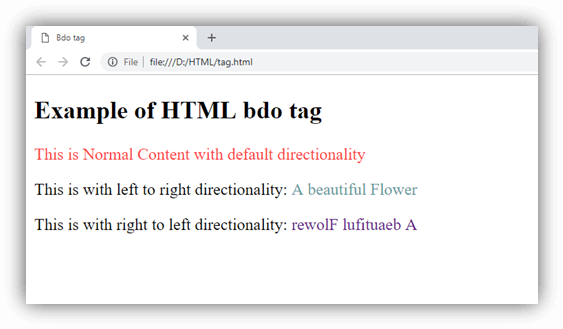 Bdo tag
File file:///D:/HTML/tag.html
Example of HTML bdo tag
This is Normal Content with default directionality
This is with left to right directionality: A beautiful Flower
This is with right to left directionality: rewolF lufituaeb A